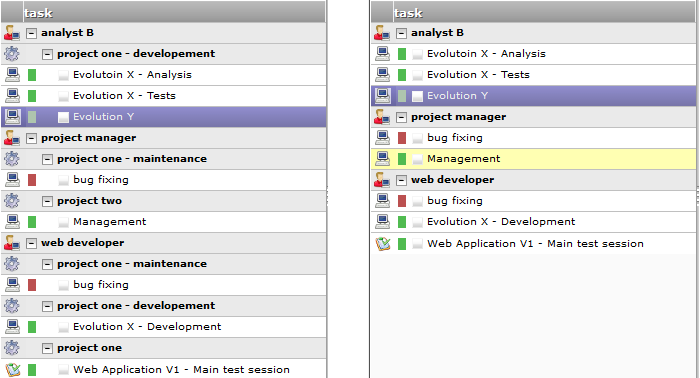 task
analyst B
project one - developement
Evolutoin X - Analysis
Evolution X - Tests
Evolution Y
project manager
project one - maintenance
bug fixing
project two
Management
web developer
project one - maintenance
bug fixing
project one - developement
Evolution X - Development
project one
Web Application V1 - Main test session
task
analyst B
Evolutoin X - Analysis
Evolution X - Tests
Evolution Y
project manager
bug fixing
Management
web developer
bug fixing
Evolution X - Development
Web Application V1 - Main test session